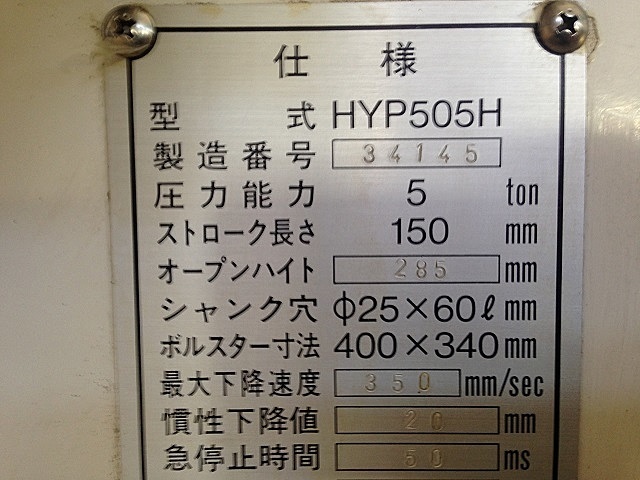 仕様
型式 HYP505H
製造番号 34145
圧力能力 5 ton
ストローク長さ 150 mm
オープンハイト 285 mm
シャンク穴 φ25×60ℓ mm
ボルスター寸法 400×340 mm
最大下降速度 350 mm/sec
慣性下降値 20 mm
急停止時間 50 ms